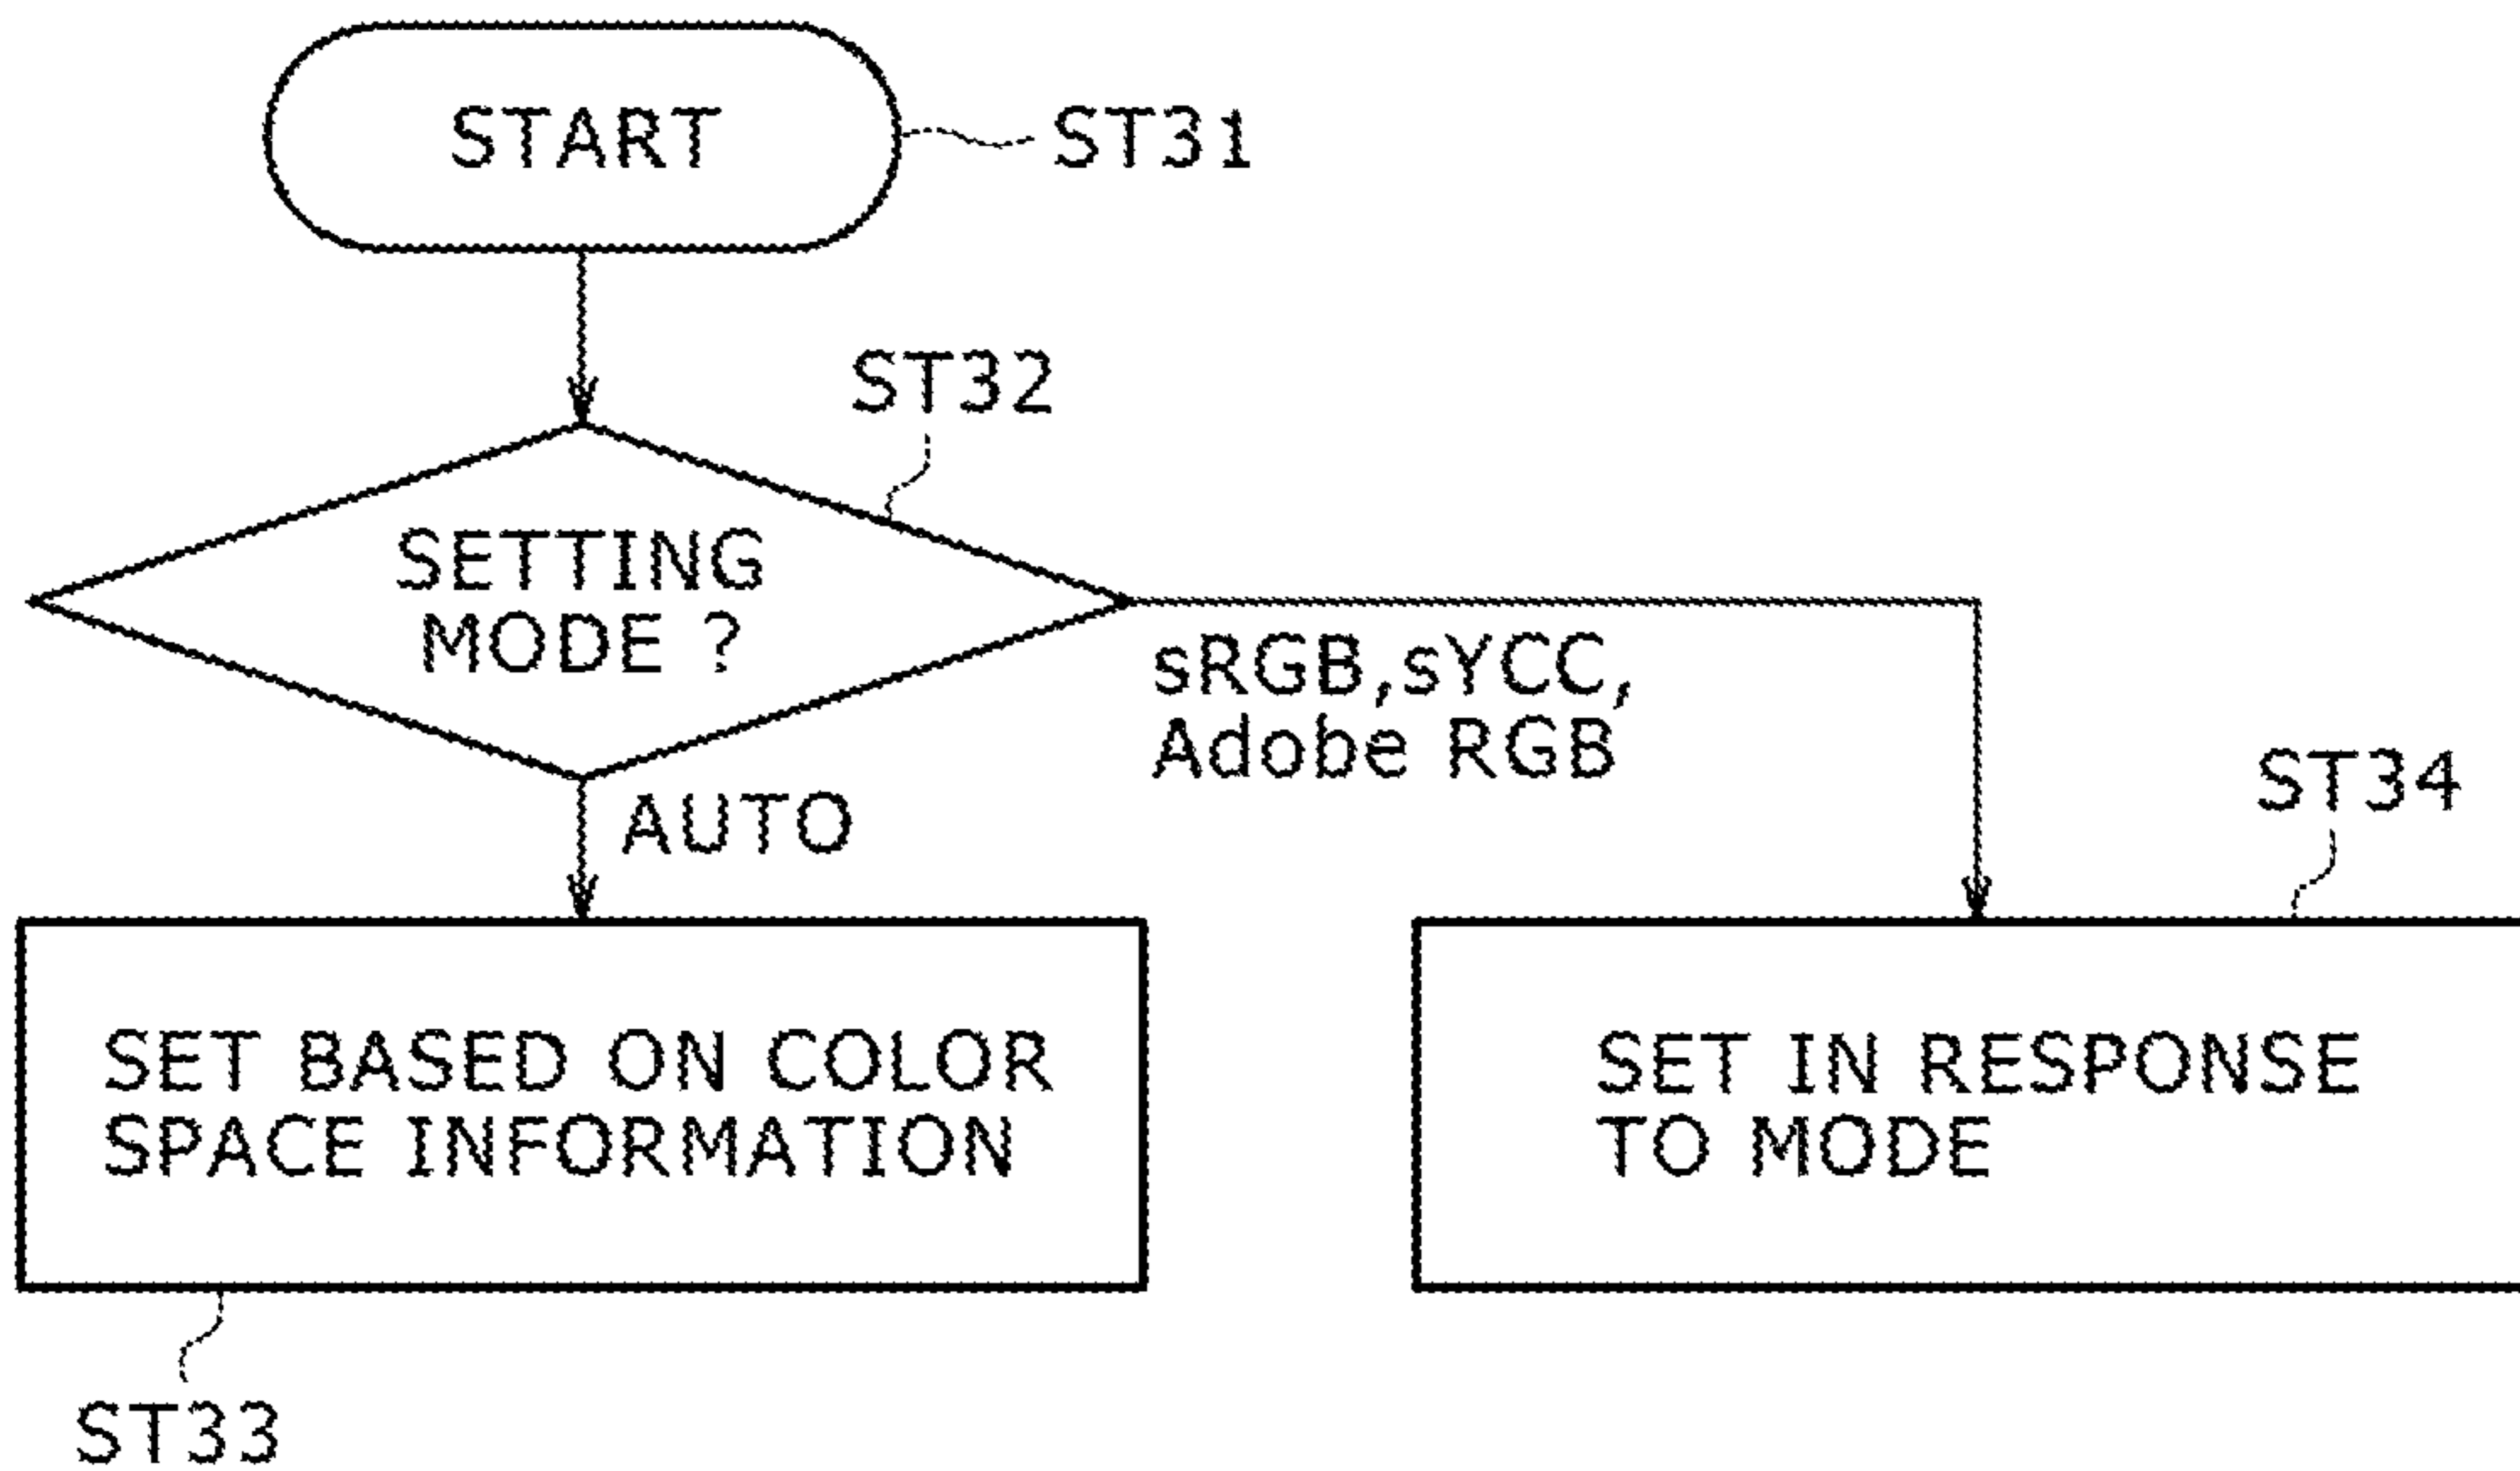 START
ST31
ST32
SETTING
MODE ?
sRGB,sYCC,
Adobe RGB
AUTO
ST34
SET BASED ON COLOR
SPACE INFORMATION
SET IN RESPONSE
TO MODE
ST33